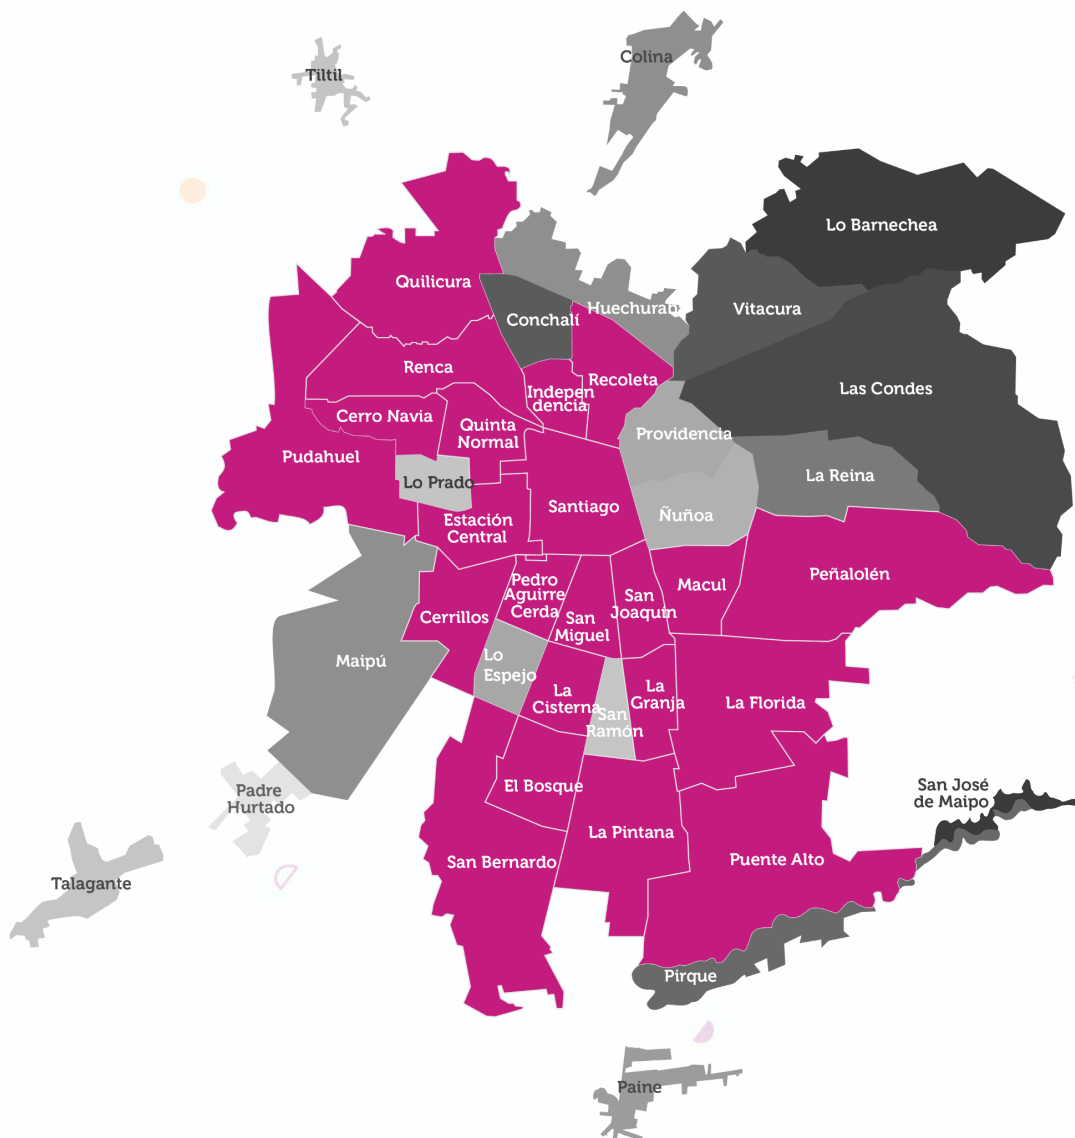 Colina
Tiltil
Lo Barnechea
Quilicura
Huechuraba
Vitacura
Conchalí
Renca
Recoleta
Las Condes
Indepen
dencia
Cerro Navia
Quinta
Normal
Providencia
Pudahuel
La Reina
Lo Prado
Santiago
Ñuñoa
Estación
Central
Peñalolén
Pedro
Aguirre
Cerda
Macul
San
Joaquín
Cerrillos
San
Miguel
Maipú
Lo
Espejo
La
Cisterna
La
Granja
La Florida
San
Ramón
El Bosque
San José
de Maipo
Padre
Hurtado
La Pintana
Puente Alto
San Bernardo
Talagante
Pirque
Paine